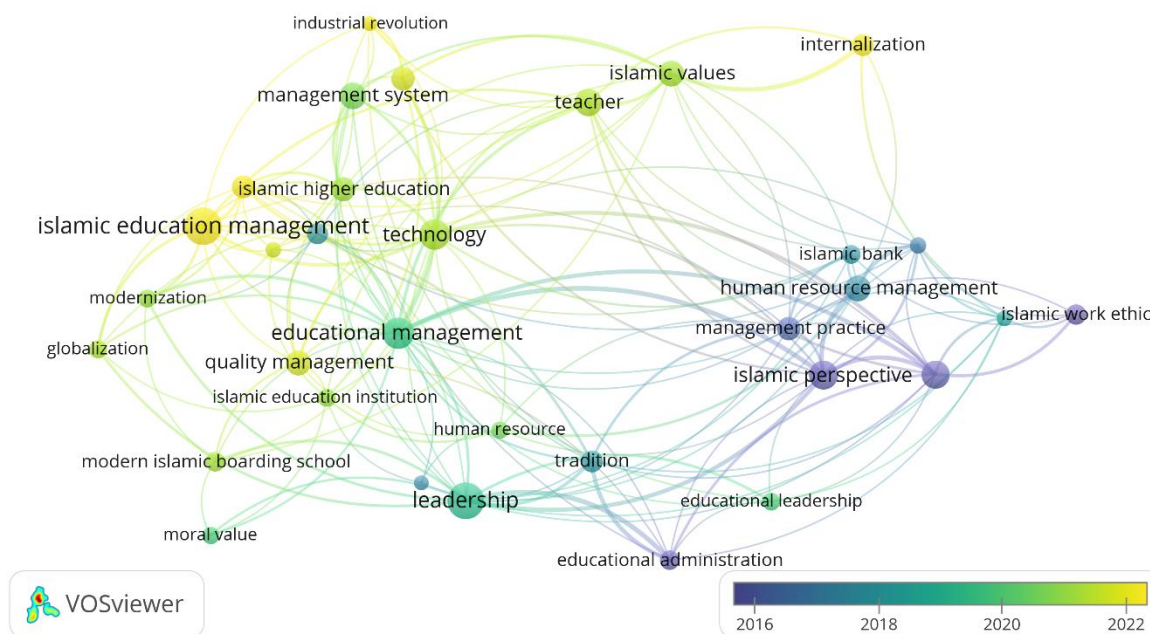 industrial revolution
internalization
islamic values
management system
teacher
islamic higher education
islamic education management
technology
islamic bank
human resource management
modernization
islamic work ethic
educational management
management practice
globalization
quality management
islamic perspective
islamic education institution
human resource
modern islamic boarding school
tradition
leadership
educational leadership
moral value
educational administration
VOSviewer
2016 2018 2020 2022